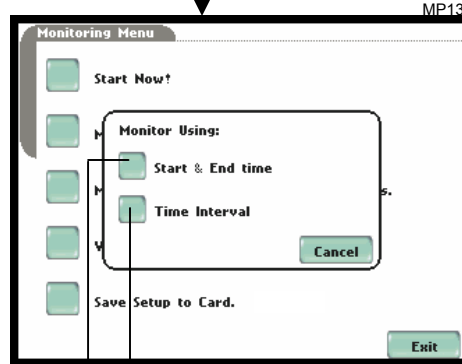 MP13
Monitoring Menu
Start Now!
M
Monitor Using:
Start & End time
M
s.
Time Interval
V
Cancel
Save Setup to Card.
Exit